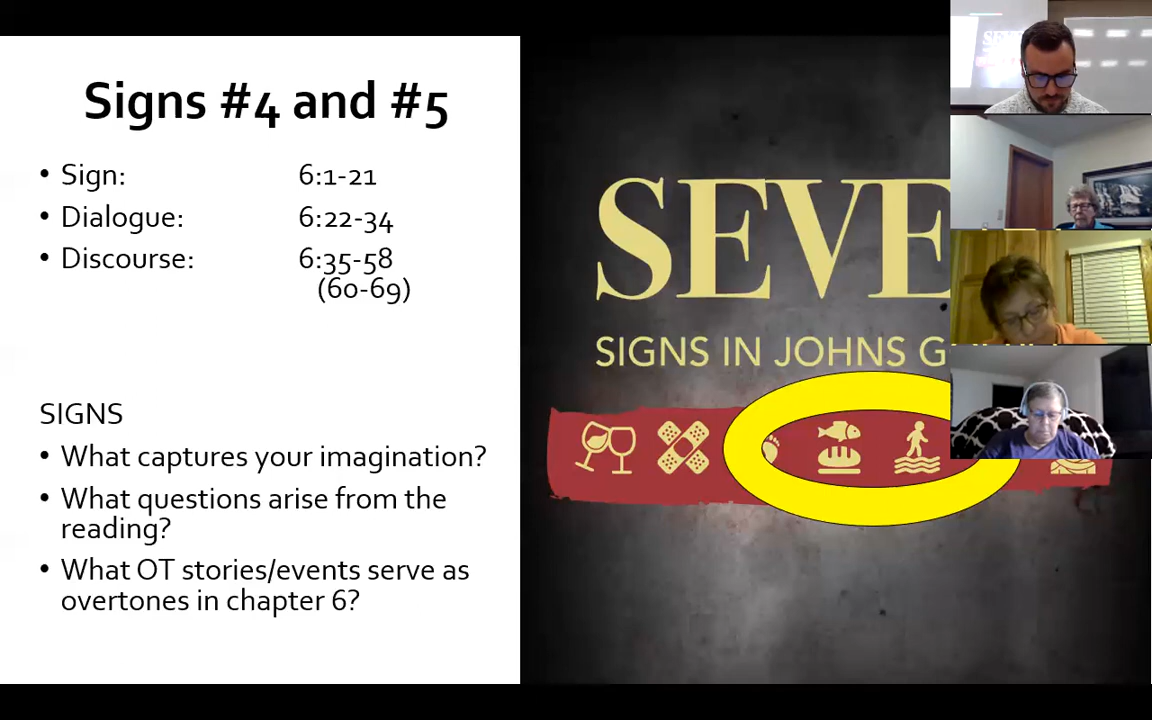 Signs #4 and #5
• Sign: 6:1-21
• Dialogue: 6:22-34
• Discourse: 6:35-58
(60-69)
SIGNS
• What captures your imagination?
• What questions arise from the
reading?
• What OT stories/events serve as
overtones in chapter 6?
SEVE
SIGNS IN JOHNS G